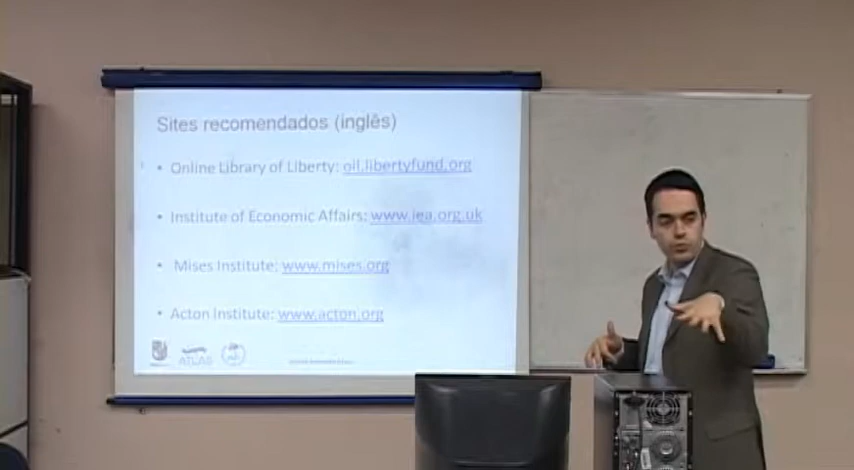 Sites recomendados (inglês)
• Online Library of Liberty: oil.libertyfund.org
• Institute of Economic Affairs: www.iea.org.uk
• Mises Institute: www.mises.org
• Acton Institute: www.acton.org
ATLAS